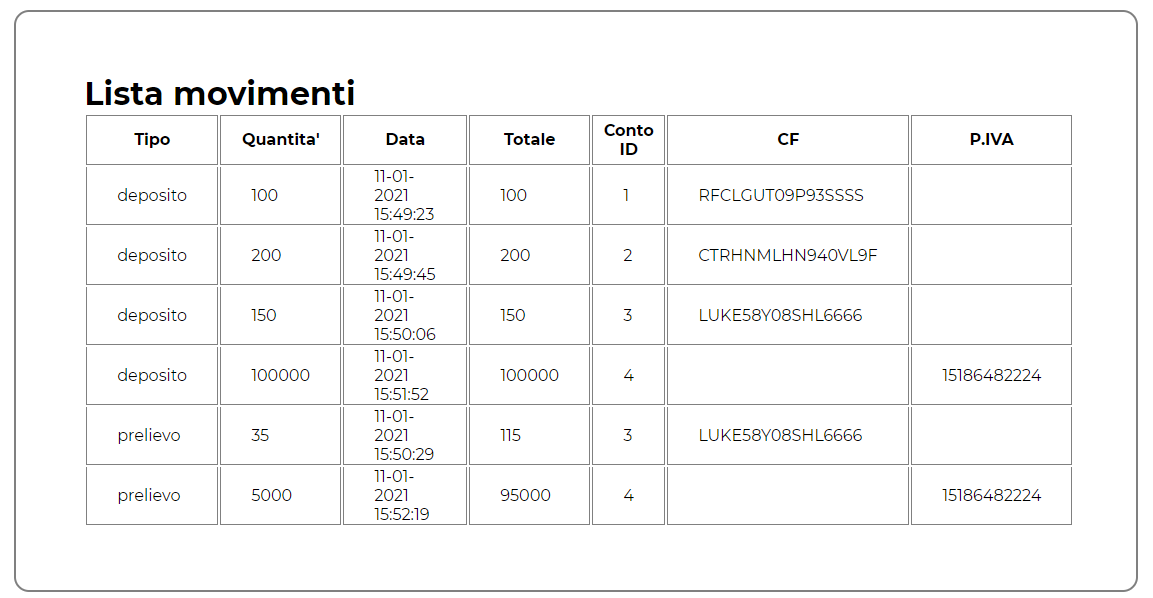 Lista movimenti
Tipo Quantita' Data Totale Conto ID CF P.IVA
deposito 100 11-01-2021 15:49:23 100 1 RFCLGUT09P93SSSS
deposito 200 11-01-2021 15:49:45 200 2 CTRHNMLHN940VL9F
deposito 150 11-01-2021 15:50:06 150 3 LUKE58Y08SHL6666
deposito 100000 11-01-2021 15:51:52 100000 4 15186482224
prelievo 35 11-01-2021 15:50:29 115 3 LUKE58Y08SHL6666
prelievo 5000 11-01-2021 15:52:19 95000 4 15186482224